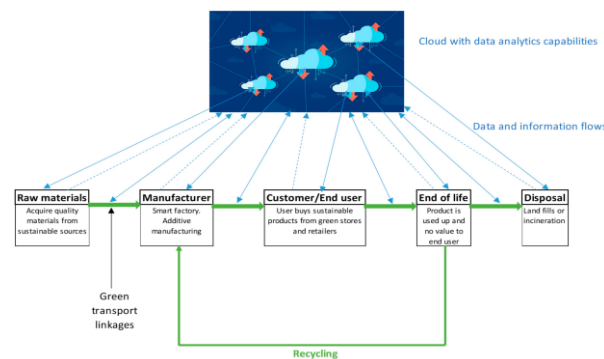 Cloud with data analytics capabilities
Data and information flows
Raw materials
Acquire quality
materials from
sustainable sources
Manufacturer
Smart factory.
Additive
manufacturing
Customer/End user
User buys sustainable
products from green stores
and retailers
End of life
Product is
used up and
no value to
end user
Disposal
Land fills or
incineration
Green
transport
linkages
Recycling